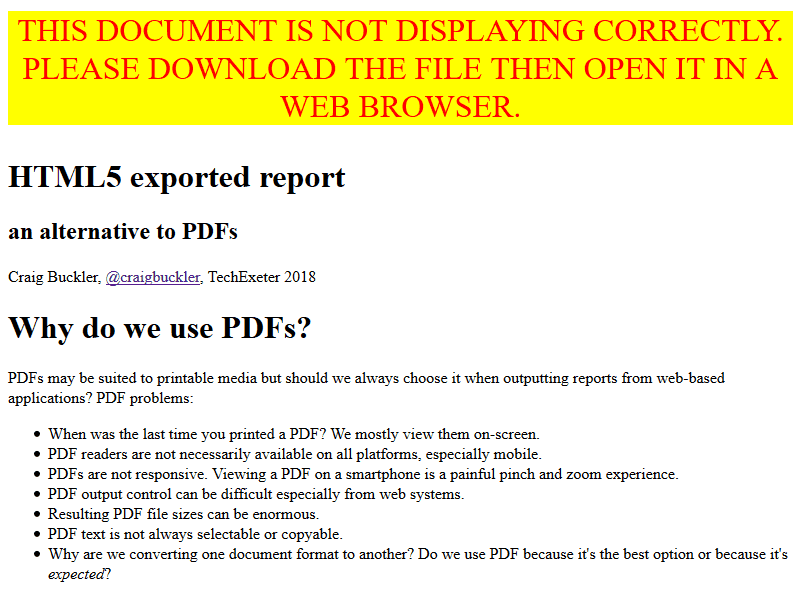 THIS DOCUMENT IS NOT DISPLAYING CORRECTLY.
PLEASE DOWNLOAD THE FILE THEN OPEN IT IN A
WEB BROWSER.
HTML5 exported report
an alternative to PDFs
Craig Buckler, @craigbuckler, TechExeter 2018
Why do we use PDFs?
PDFs may be suited to printable media but should we always choose it when outputting reports from web-based
applications? PDF problems:
• When was the last time you printed a PDF? We mostly view them on-screen.
• PDF readers are not necessarily available on all platforms, especially mobile.
• PDFs are not responsive. Viewing a PDF on a smartphone is a painful pinch and zoom experience.
• PDF output control can be difficult especially from web systems.
• Resulting PDF file sizes can be enormous.
• PDF text is not always selectable or copyable.
• Why are we converting one document format to another? Do we use PDF because it's the best option or because it's
expected?